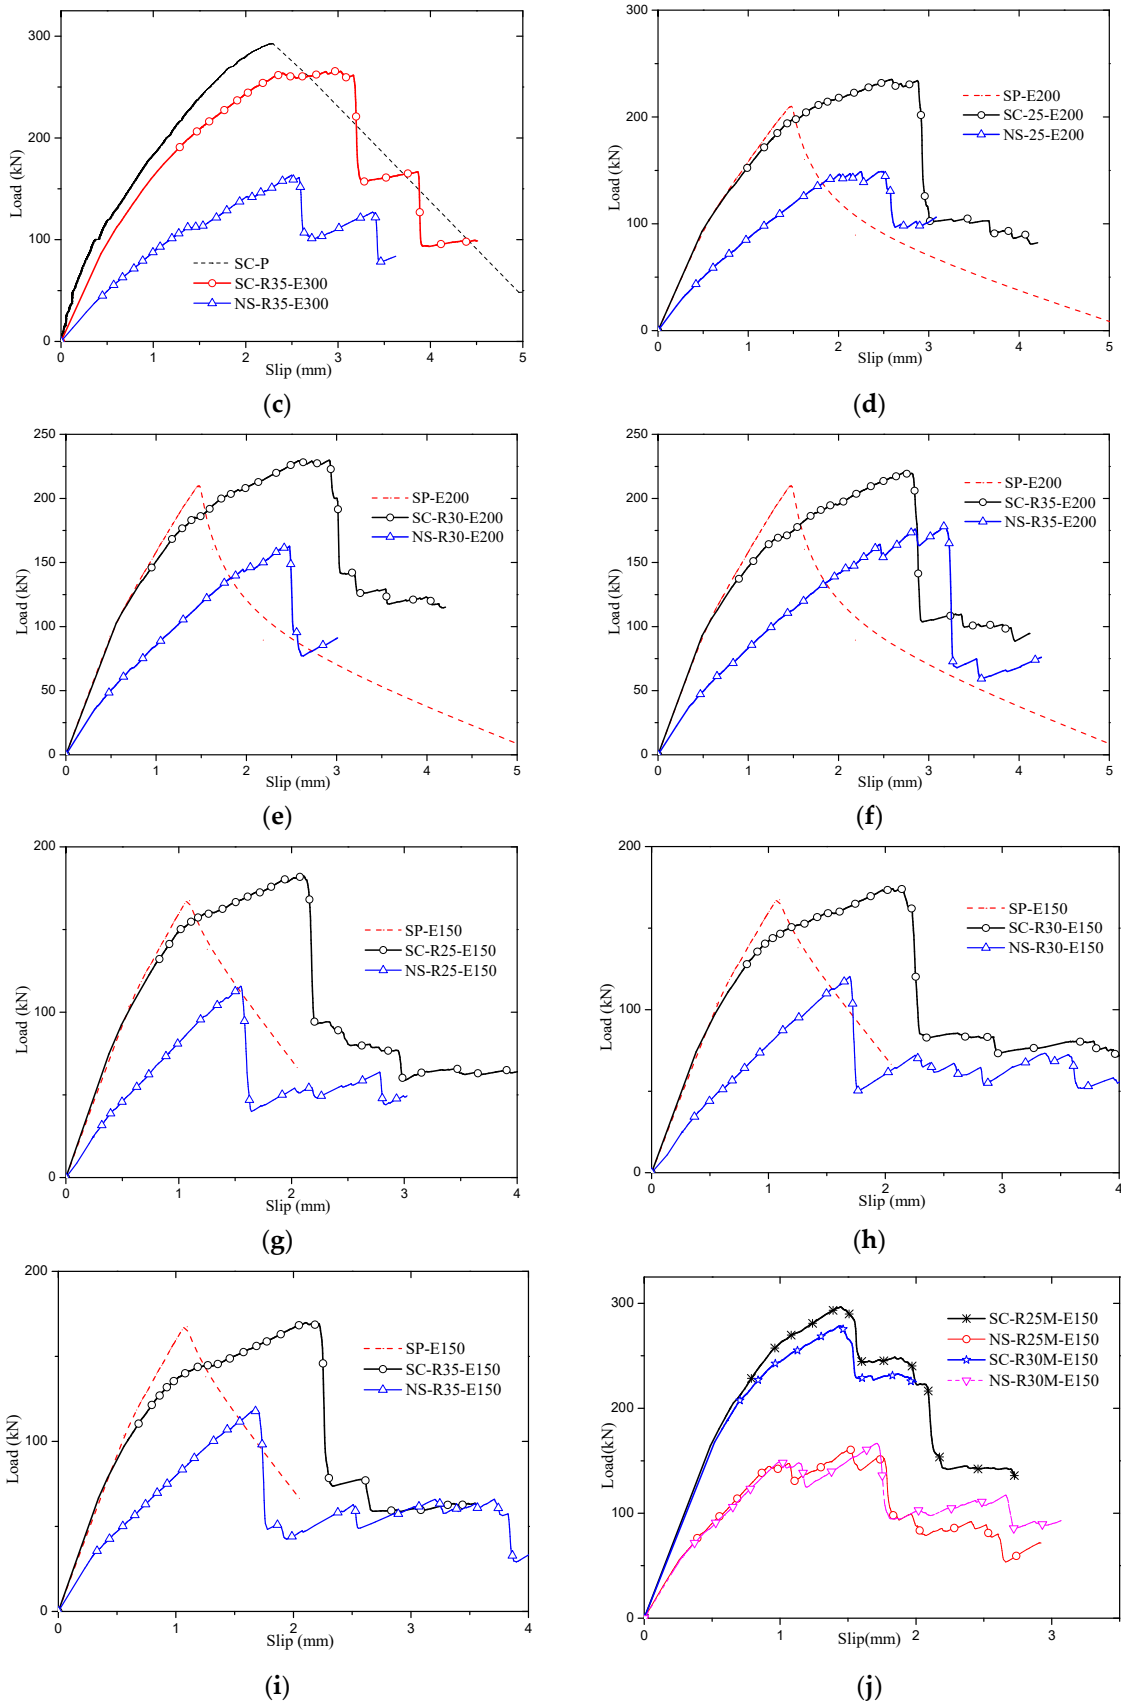 300
200
100
0
Load (kN)
SC-P
SC-R35-E300
NS-R35-E300
0 1 2 3 4 5
Slip (mm)
(c)
300
250
200
150
100
50
0
Load (kN)
SP-E200
SC-25-E200
NS-25-E200
0 1 2 3 4 5
Slip (mm)
(d)
250
200
150
100
50
0
Load (kN)
SP-E200
SC-R30-E200
NS-R30-E200
0 1 2 3 4 5
Slip (mm)
(e)
250
200
150
100
50
0
Load (kN)
SP-E200
SC-R35-E200
NS-R35-E200
0 1 2 3 4 5
Slip (mm)
(f)
200
100
0
Load (kN)
SP-E150
SC-R25-E150
NS-R25-E150
0 1 2 3 4
Slip (mm)
(g)
200
100
0
Load (kN)
SP-E150
SC-R30-E150
NS-R30-E150
0 1 2 3 4
Slip (mm)
(h)
200
100
0
Load (kN)
SP-E150
SC-R35-E150
NS-R35-E150
0 1 2 3 4
Slip (mm)
(i)
300
250
200
150
100
50
0
Load(kN)
SC-R25M-E150
NS-R25M-E150
SC-R30M-E150
NS-R30M-E150
0 1 2 3
Slip(mm)
(j)